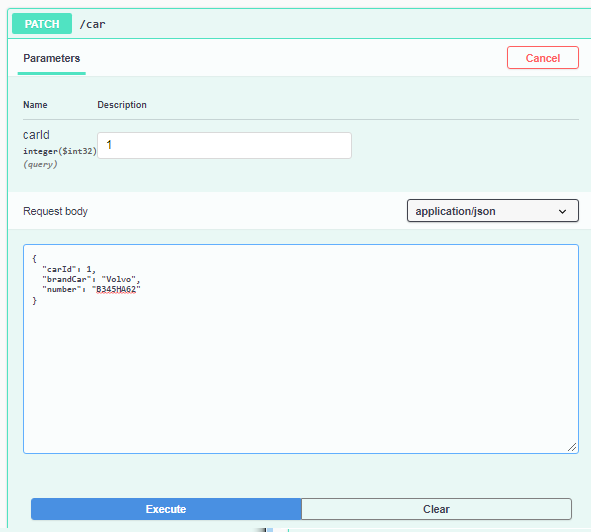 PATCH /car
Parameters
Cancel
Name Description
carId
integer($int32)
(query)
1
Request body
application/json
{
"carId": 1,
"brandCar": "Volvo",
"number": "B345HA62"
}
Execute
Clear